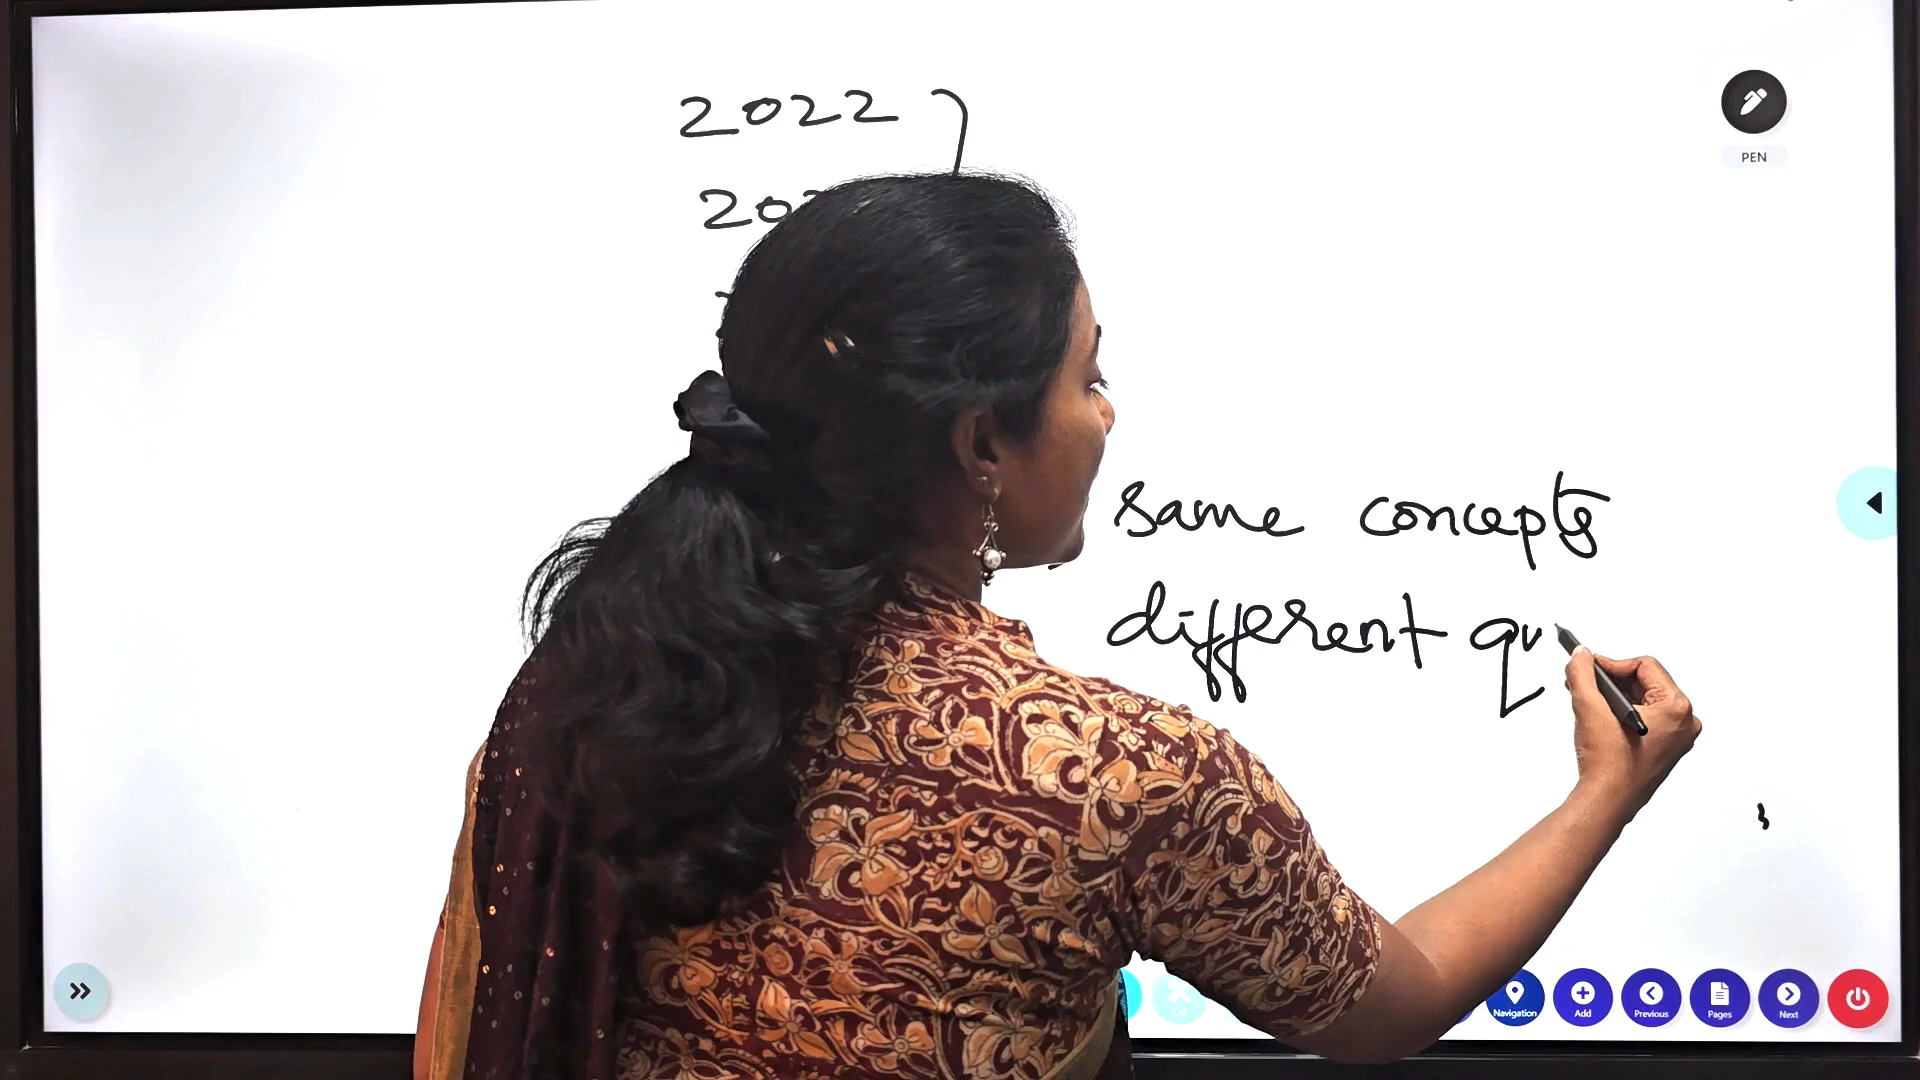 2022
PEN
same concepts
different qu
Navigation
Add
Previous
Pages
Next